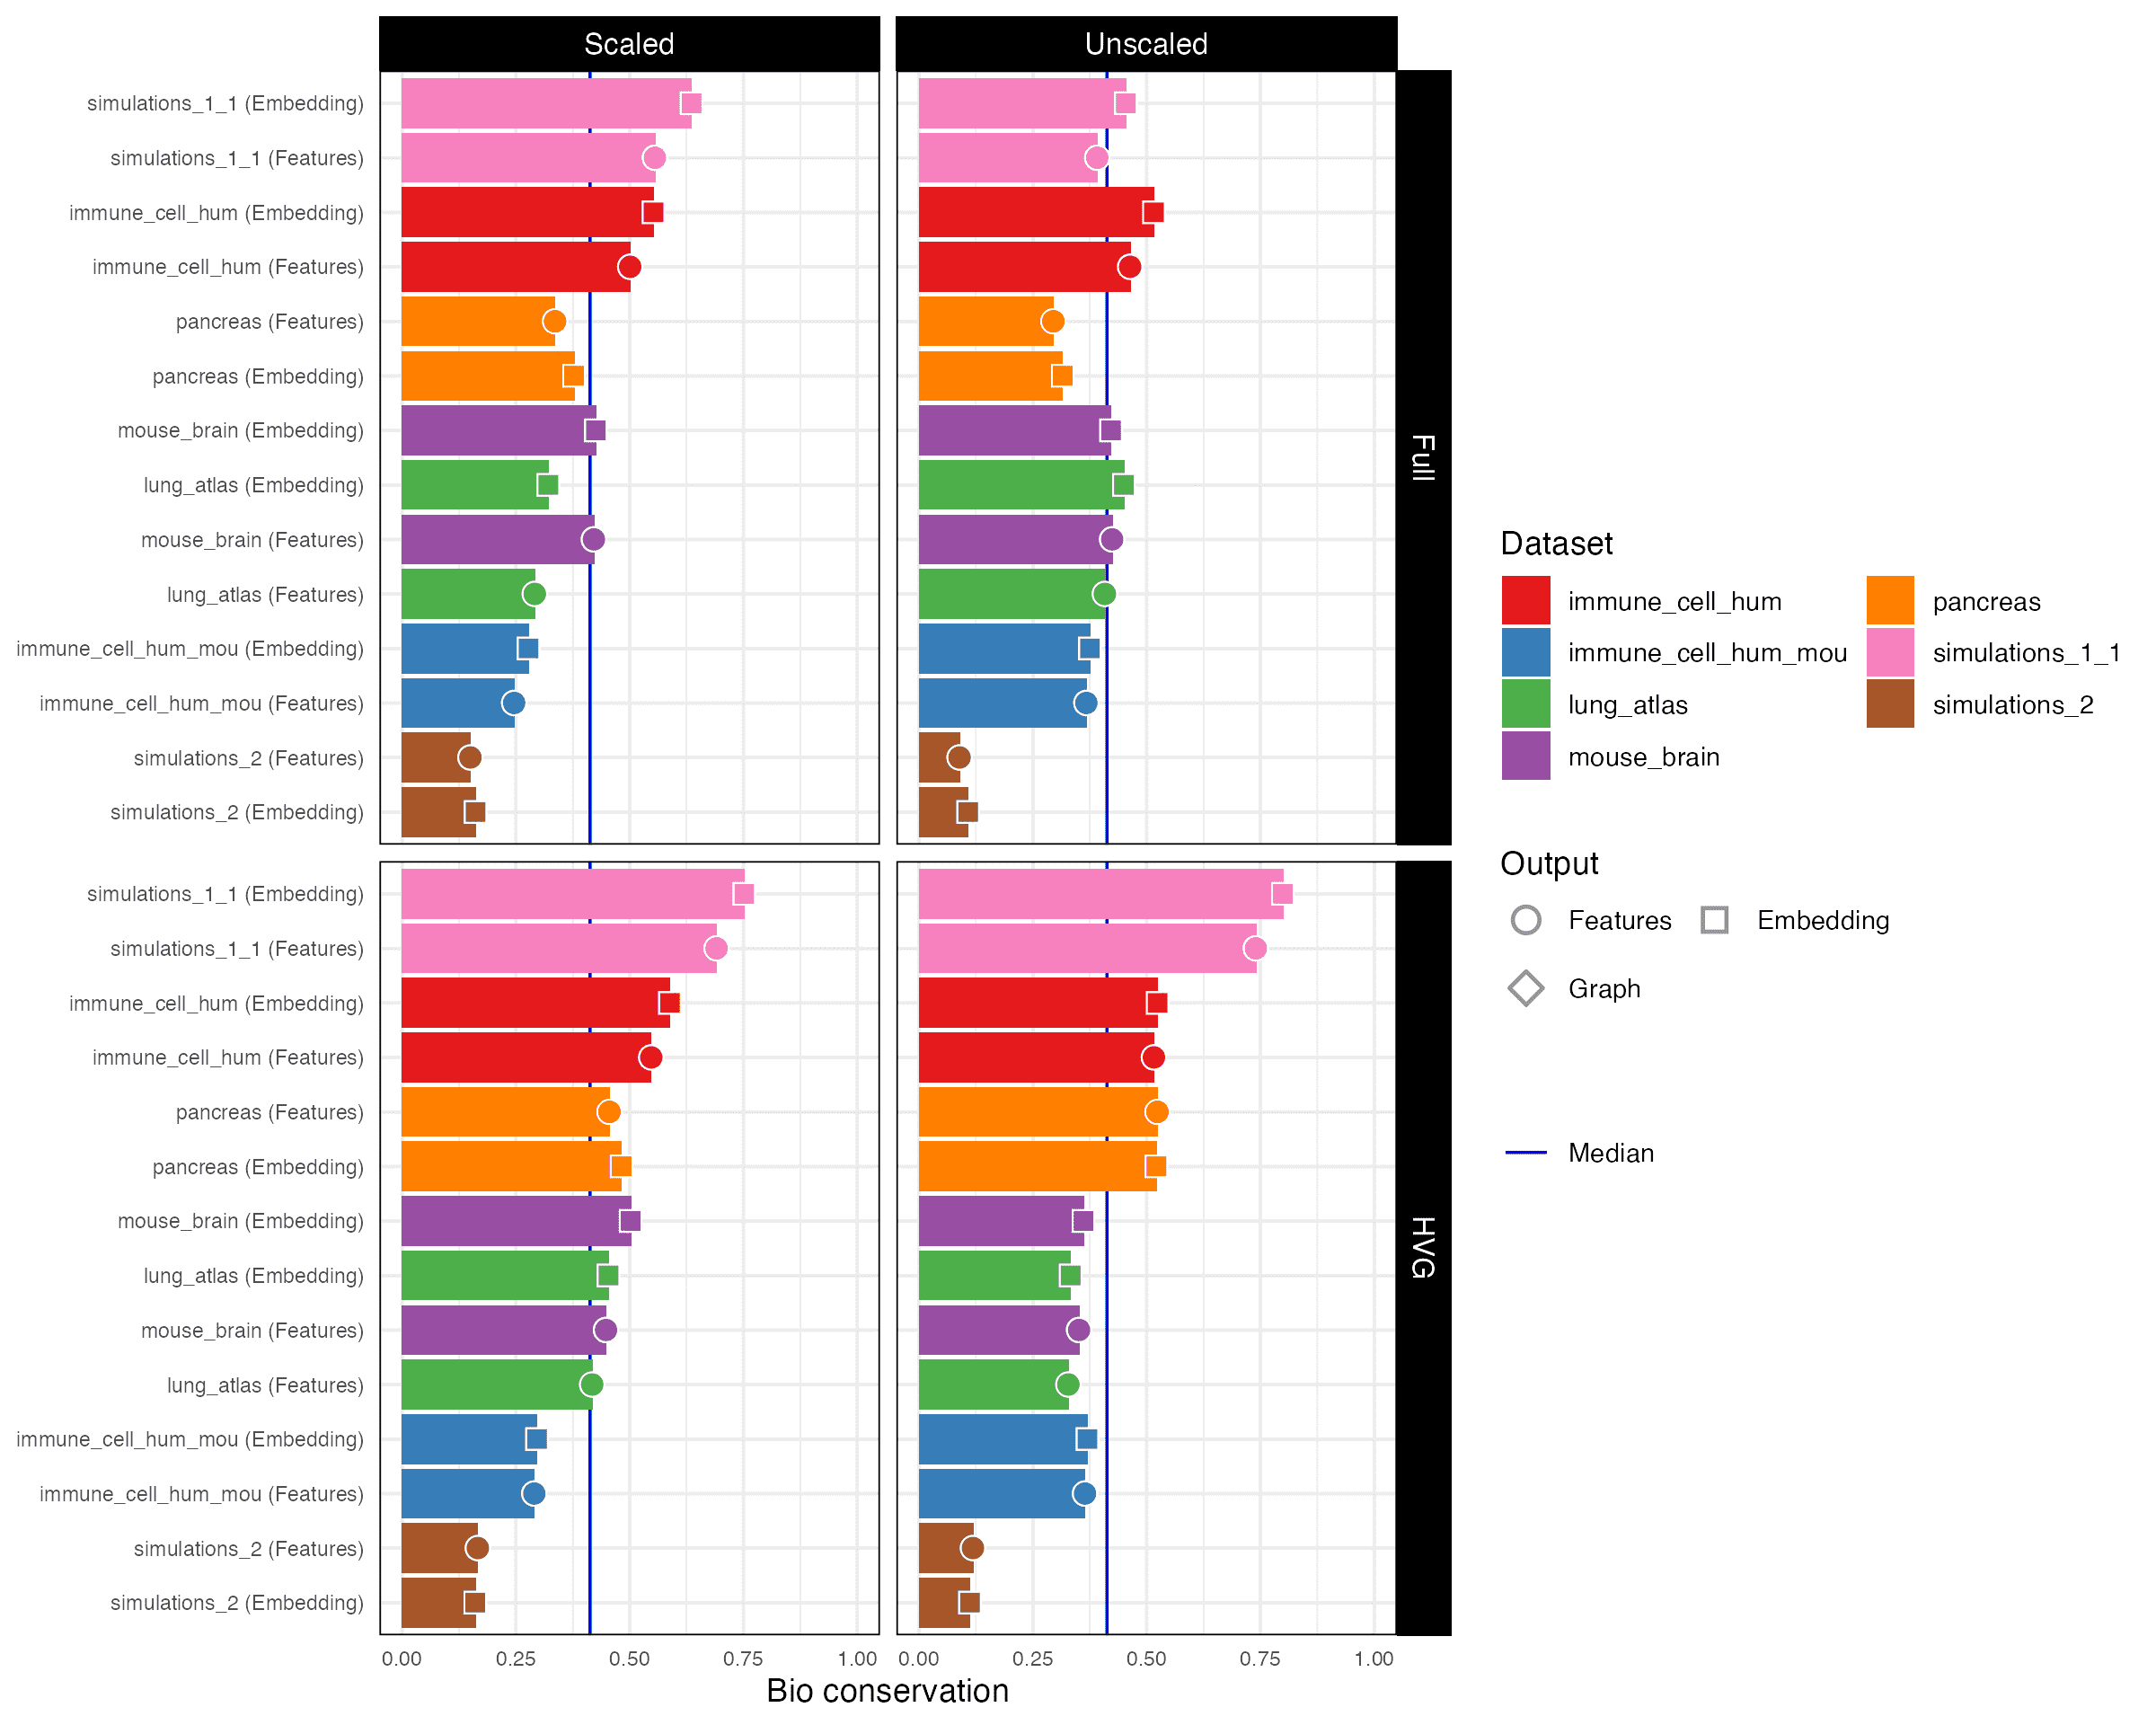 Scaled
Unscaled
simulations_1_1 (Embedding)
simulations_1_1 (Features)
immune_cell_hum (Embedding)
immune_cell_hum (Features)
pancreas (Features)
pancreas (Embedding)
mouse_brain (Embedding)
lung_atlas (Embedding)
mouse_brain (Features)
lung_atlas (Features)
immune_cell_hum_mou (Embedding)
immune_cell_hum_mou (Features)
simulations_2 (Features)
simulations_2 (Embedding)
Full
simulations_1_1 (Embedding)
simulations_1_1 (Features)
immune_cell_hum (Embedding)
immune_cell_hum (Features)
pancreas (Features)
pancreas (Embedding)
mouse_brain (Embedding)
lung_atlas (Embedding)
mouse_brain (Features)
lung_atlas (Features)
immune_cell_hum_mou (Embedding)
immune_cell_hum_mou (Features)
simulations_2 (Features)
simulations_2 (Embedding)
HVG
0.00 0.25 0.50 0.75 1.00
0.00 0.25 0.50 0.75 1.00
Bio conservation
Dataset
immune_cell_hum
immune_cell_hum_mou
lung_atlas
mouse_brain
pancreas
simulations_1_1
simulations_2
Output
Features
Embedding
Graph
Median